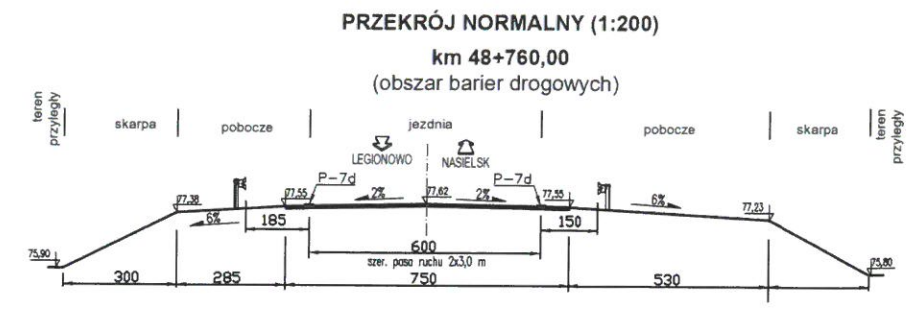 PRZEKRÓJ NORMALNY (1:200)
km 48+760,00
(obszar barier drogowych)
teren przyległy
skarpa
pobocze
jezdnia
pobocze
skarpa
teren przyległy
LEGIONOWO
NASIELSK
P-7d
P-7d
77,38
77,55
2%
77,62
2%
77,55
6%
77,23
6%
185
150
75,90
600
75,80
szer. pasa ruchu 2x3,0 m
300
285
750
530